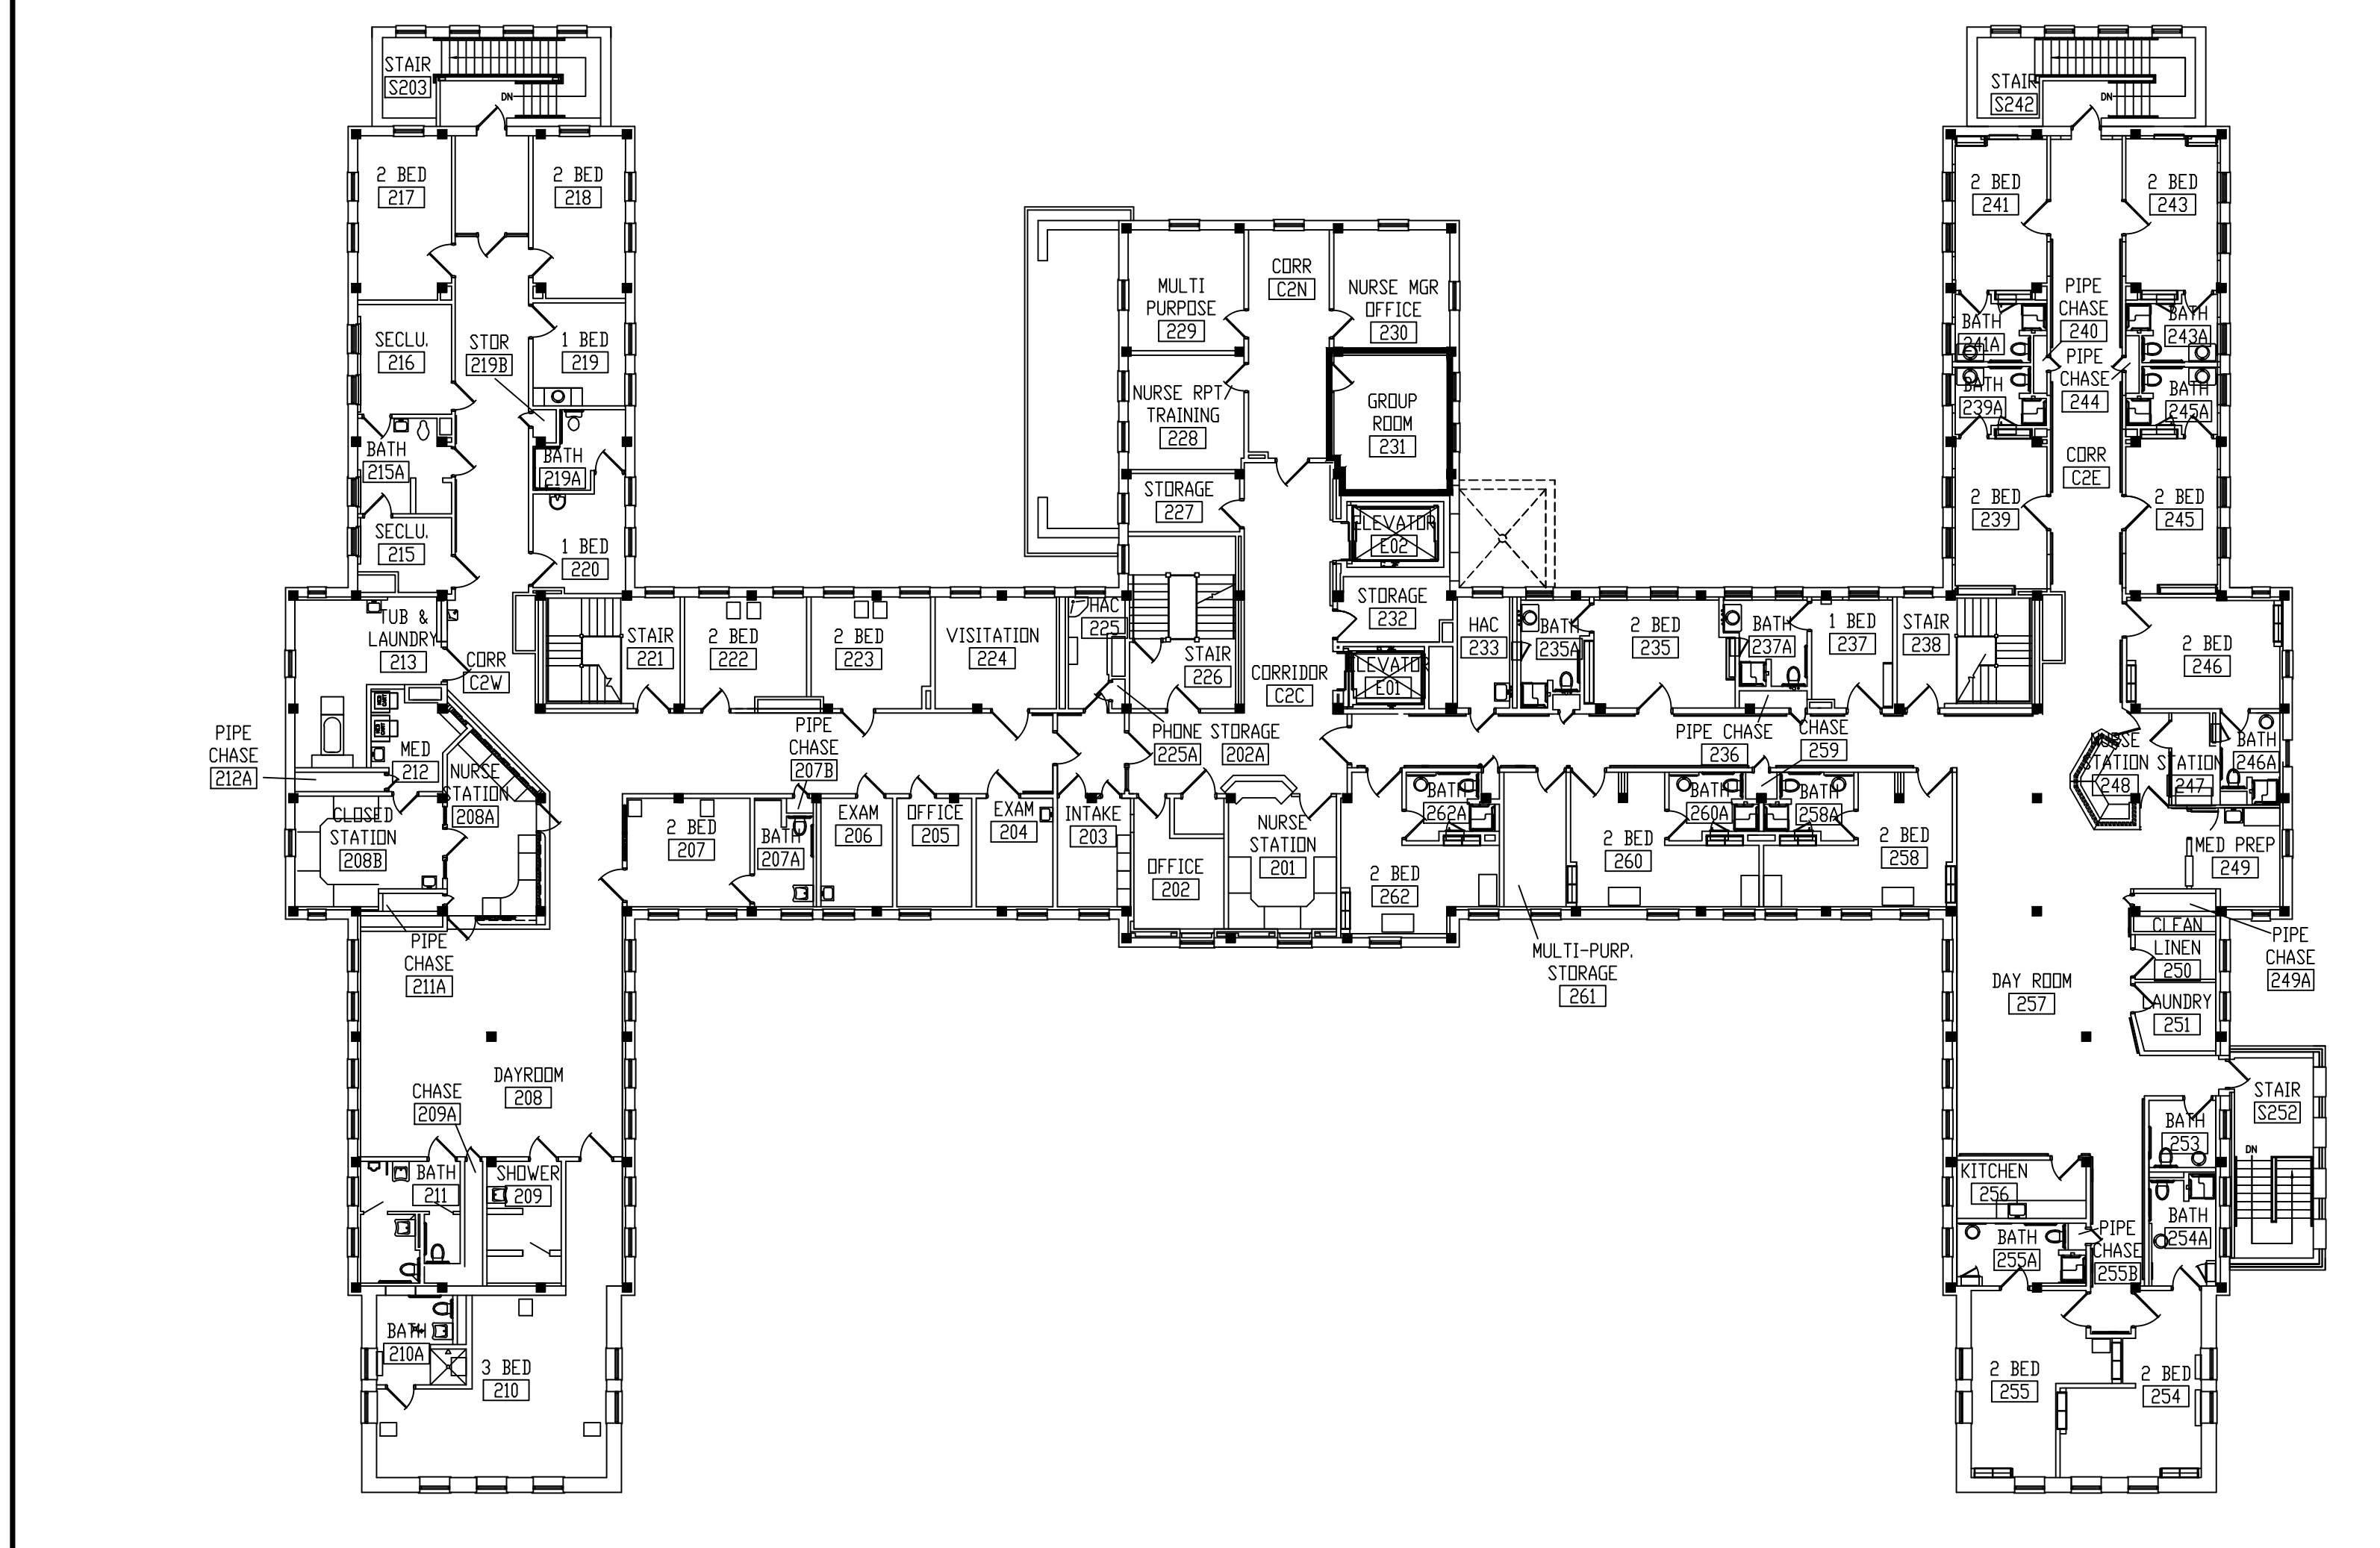 STAIR
S203
DN
2 BED
217
2 BED
218
SECLU.
216
STOR
219B
1 BED
219
BATH
215A
BATH
219A
SECLU.
215
1 BED
220
TUB &
LAUNDRY
213
CORR
C2W
STAIR
221
2 BED
222
2 BED
223
VISITATION
224
HAC
225
PIPE
CHASE
212A
MED
212
NURSE
STATION
208A
CLOSED
STATION
208B
PIPE
CHASE
207B
2 BED
207
BATH
207A
EXAM
206
OFFICE
205
EXAM
204
INTAKE
203
PIPE
CHASE
211A
DAYROOM
208
CHASE
209A
BATH
211
SHOWER
209
BATH
210A
3 BED
210
MULTI
PURPOSE
229
CORR
C2N
NURSE MGR
OFFICE
230
NURSE RPT/
TRAINING
228
GROUP
ROOM
231
STORAGE
227
ELEVATOR
E02
STORAGE
232
STAIR
226
CORRIDOR
C2C
ELEVATOR
E01
PHONE
225A
STORAGE
202A
OFFICE
202
NURSE
STATION
201
HAC
233
BATH
235A
2 BED
235
BATH
237A
1 BED
237
STAIR
238
PIPE CHASE
236
CHASE
259
BATH
262A
2 BED
262
2 BED
260
BATH
260A
BATH
258A
2 BED
258
MULTI-PURP.
STORAGE
261
STAIR
S242
DN
2 BED
241
2 BED
243
PIPE
CHASE
240
BATH
241A
BATH
243A
PIPE
CHASE
244
BATH
239A
BATH
245A
CORR
C2E
2 BED
239
2 BED
245
2 BED
246
NURSE
STATION
248
STATION
247
BATH
246A
MED PREP
249
CLEAN
LINEN
250
PIPE
CHASE
249A
LAUNDRY
251
DAY ROOM
257
STAIR
S252
DN
BATH
253
KITCHEN
256
BATH
254A
BATH
255A
PIPE
CHASE
255B
2 BED
255
2 BED
254